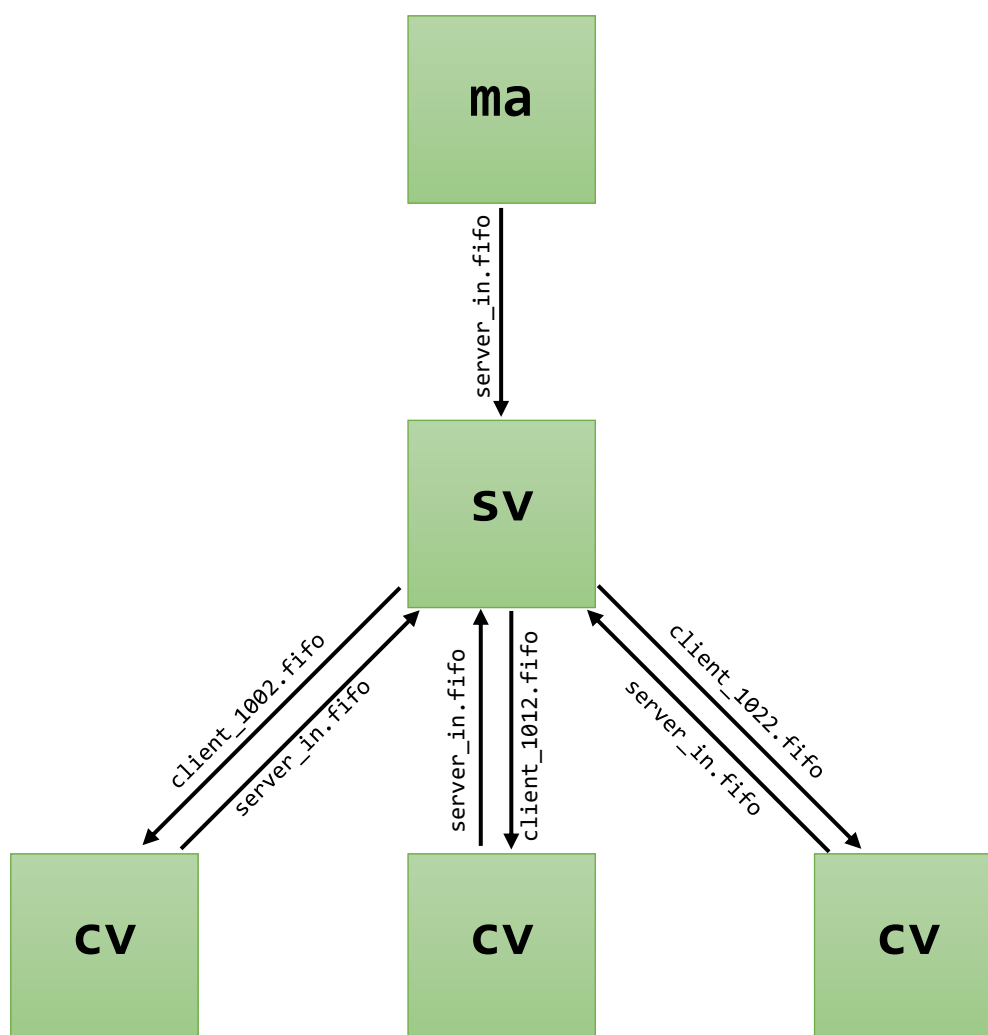 ma
server_in.fifo
sv
client_1002.fifo
server_in.fifo
server_in.fifo
client_1012.fifo
server_in.fifo
client_1022.fifo
cv
cv
cv